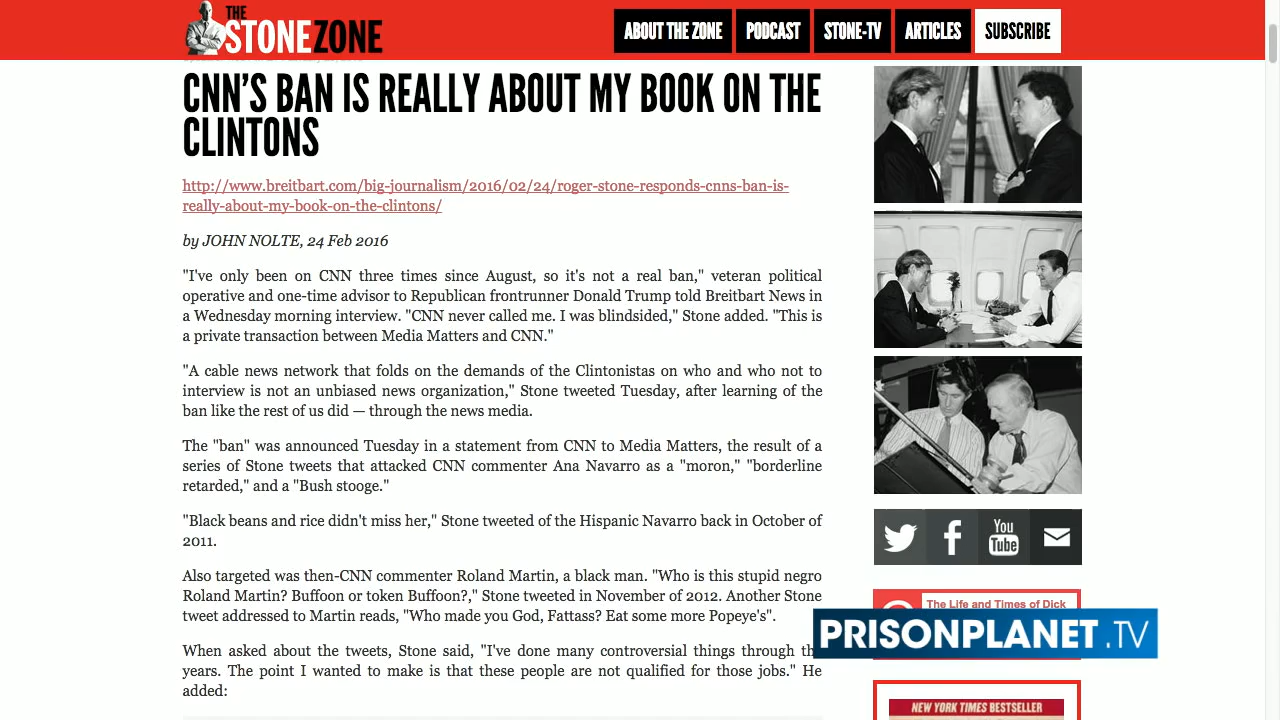 THE
STONEZONE
ABOUT THE ZONE PODCAST STONE-TV ARTICLES SUBSCRIBE
CNN'S BAN IS REALLY ABOUT MY BOOK ON THE
CLINTONS
http://www.breitbart.com/big-journalism/2016/02/24/roger-stone-responds-cnns-ban-is-
really-about-my-book-on-the-clintons/
by JOHN NOLTE, 24 Feb 2016
"I've only been on CNN three times since August, so it's not a real ban," veteran political
operative and one-time advisor to Republican frontrunner Donald Trump told Breitbart News in
a Wednesday morning interview. "CNN never called me. I was blindsided," Stone added. "This is
a private transaction between Media Matters and CNN."
"A cable news network that folds on the demands of the Clintonistas on who and who not to
interview is not an unbiased news organization," Stone tweeted Tuesday, after learning of the
ban like the rest of us did — through the news media.
The "ban" was announced Tuesday in a statement from CNN to Media Matters, the result of a
series of Stone tweets that attacked CNN commenter Ana Navarro as a "moron," "borderline
retarded," and a "Bush stooge."
"Black beans and rice didn't miss her," Stone tweeted of the Hispanic Navarro back in October of
2011.
Also targeted was then-CNN commenter Roland Martin, a black man. "Who is this stupid negro
Roland Martin? Buffoon or token Buffoon?," Stone tweeted in November of 2012. Another Stone
tweet addressed to Martin reads, "Who made you God, Fattass? Eat some more Popeye's".
When asked about the tweets, Stone said, "I've done many controversial things through th
years. The point I wanted to make is that these people are not qualified for those jobs." He
added:
You
Tube
The Life and Times of Dick
PRISONPLANET.TV
NEW YORK TIMES BESTSELLER